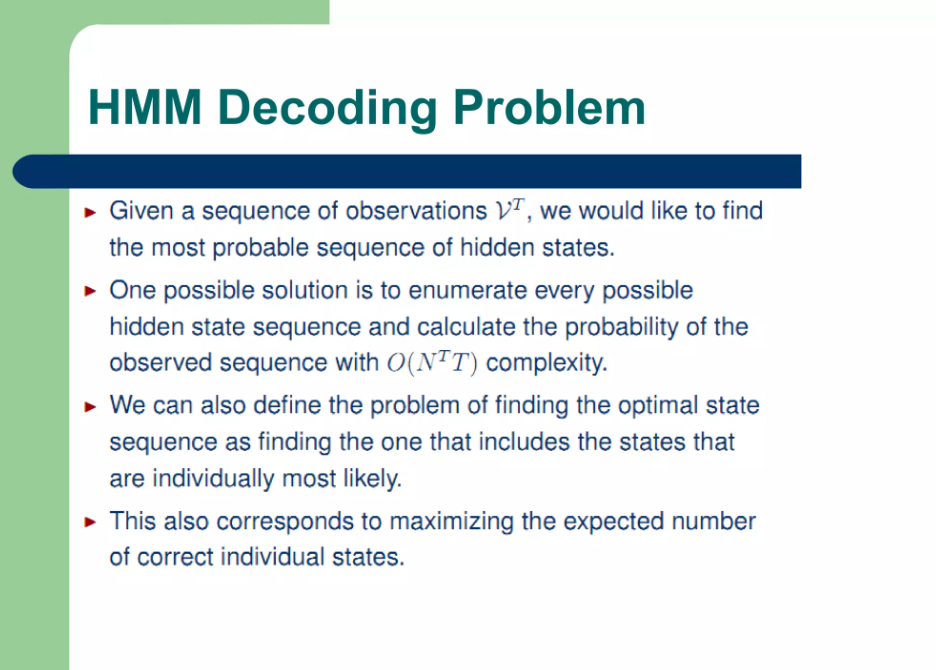 HMM Decoding Problem
► Given a sequence of observations 𝒱ᵀ, we would like to find
the most probable sequence of hidden states.
► One possible solution is to enumerate every possible
hidden state sequence and calculate the probability of the
observed sequence with O(NᵀT) complexity.
► We can also define the problem of finding the optimal state
sequence as finding the one that includes the states that
are individually most likely.
► This also corresponds to maximizing the expected number
of correct individual states.